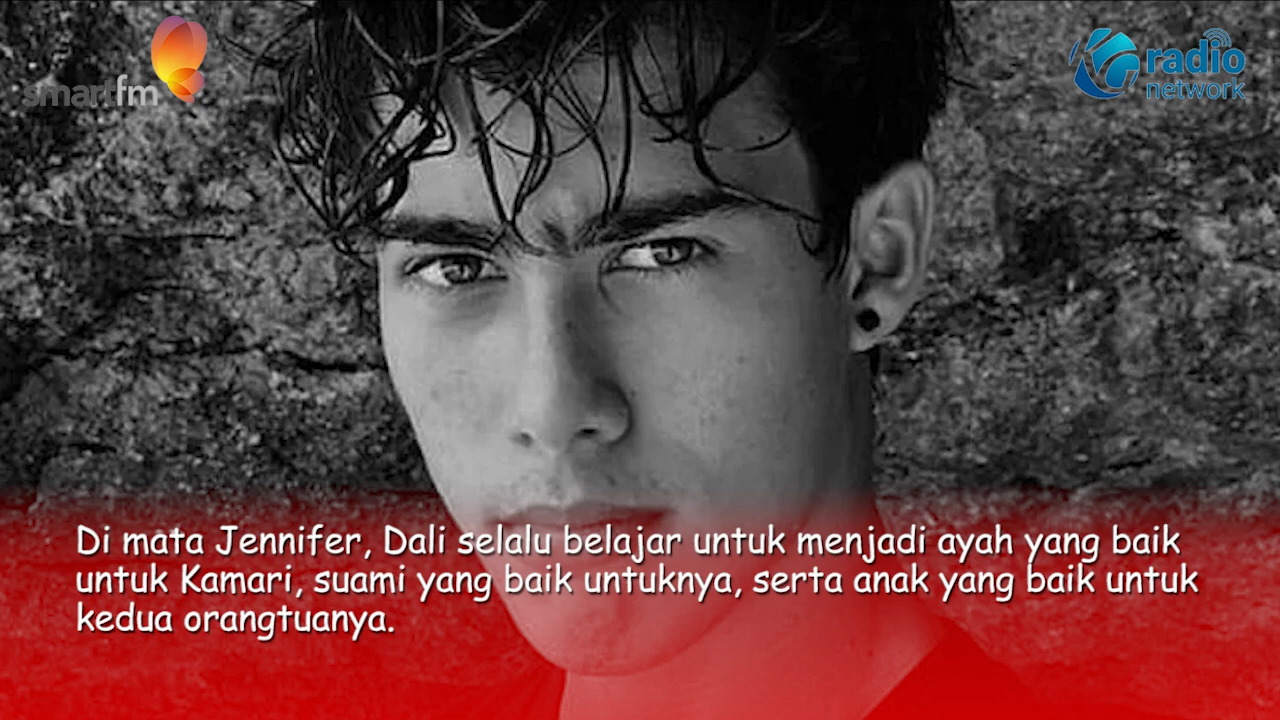 smartfm
radio
network
Di mata Jennifer, Dali selalu belajar untuk menjadi ayah yang baik
untuk Kamari, suami yang baik untuknya, serta anak yang baik untuk
kedua orangtuanya.